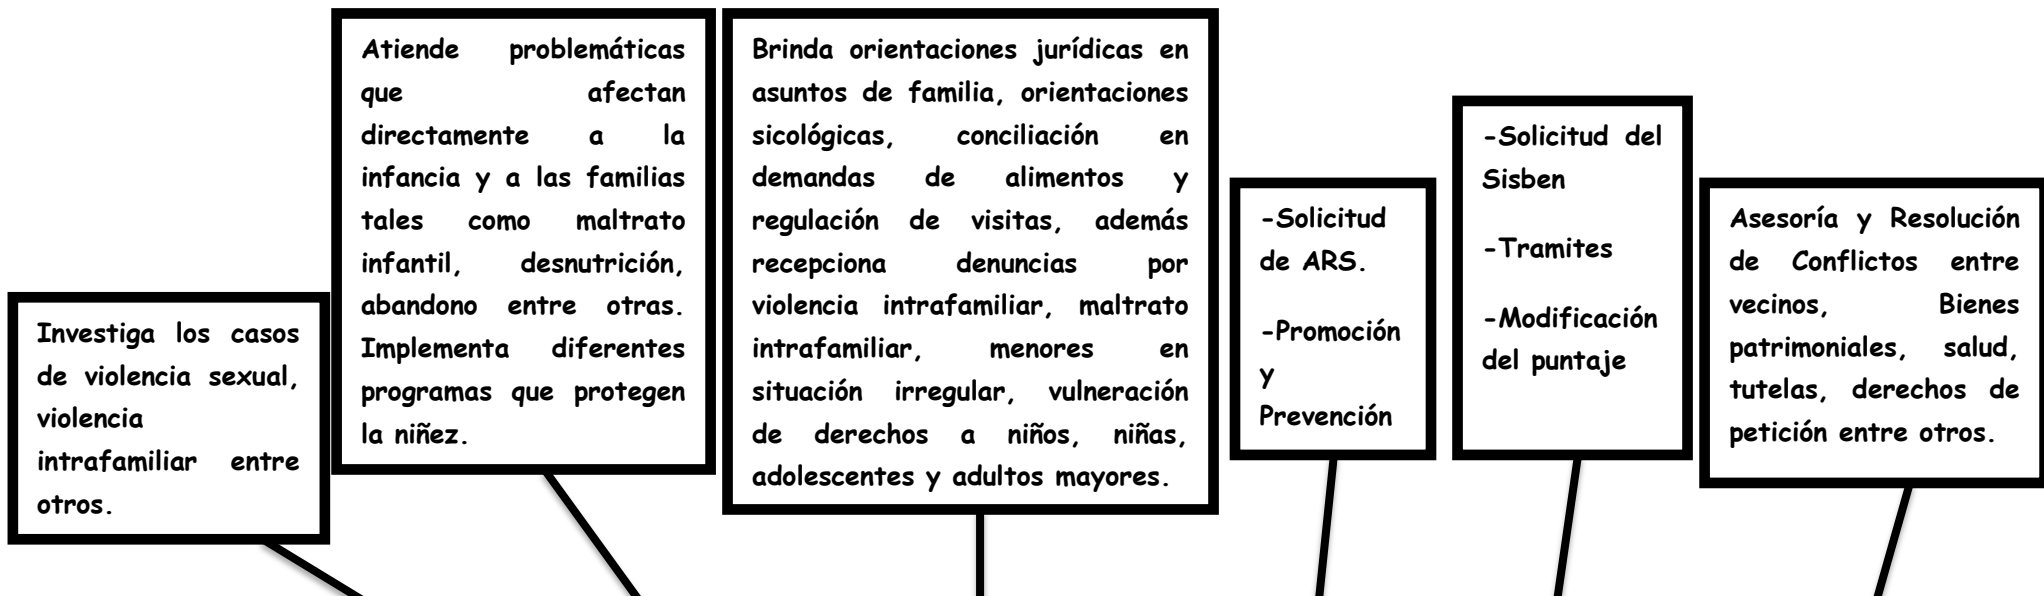 Investiga los casos
de violencia sexual,
violencia
intrafamiliar entre
otros.
Atiende problemáticas
que afectan
directamente a la
infancia y a las familias
tales como maltrato
infantil, desnutrición,
abandono entre otras.
Implementa diferentes
programas que protegen
la niñez.
Brinda orientaciones jurídicas en
asuntos de familia, orientaciones
sicológicas, conciliación en
demandas de alimentos y
regulación de visitas, además
recepciona denuncias por
violencia intrafamiliar, maltrato
intrafamiliar, menores en
situación irregular, vulneración
de derechos a niños, niñas,
adolescentes y adultos mayores.
-Solicitud
de ARS.
-Promoción
y
Prevención
-Solicitud del
Sisben
-Tramites
-Modificación
del puntaje
Asesoría y Resolución
de Conflictos entre
vecinos, Bienes
patrimoniales, salud,
tutelas, derechos de
petición entre otros.